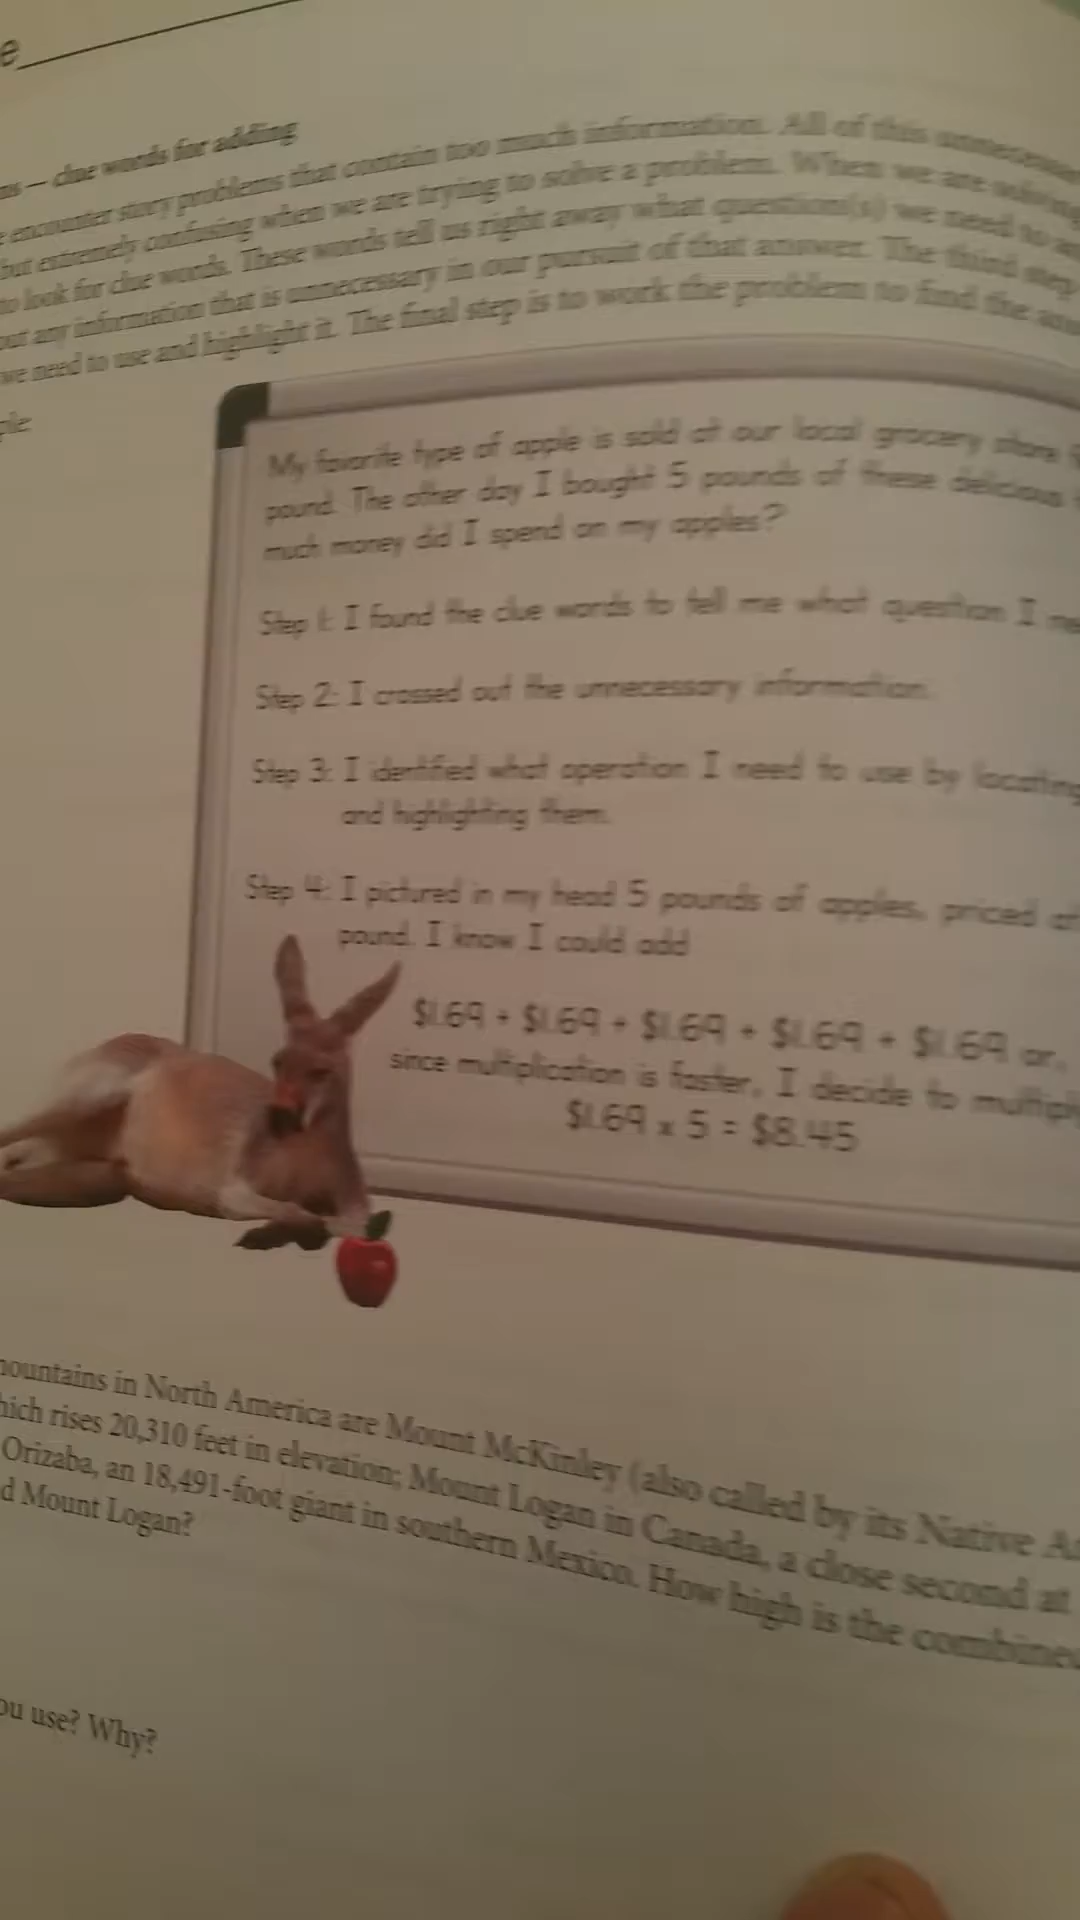 e
ns – clue words for adding
e encounter story problems that contain too much information. All of this unnecessary
but extremely confusing when we are trying to solve a problem. When we are solving
to look for clue words. These words tell us right away what question(s) we need to
out any information that is unnecessary in our pursuit of that answer. The third step
we need to use and highlight it. The final step is to work the problem to find the
ple:
My favorite type of apple is sold at our local grocery store
pound. The other day I bought 5 pounds of these delicious
much money did I spend on my apples?
Step 1: I found the clue words to tell me what question I
Step 2: I crossed out the unnecessary information.
Step 3: I identified what operation I need to use by locating
and highlighting them.
Step 4: I pictured in my head 5 pounds of apples, priced at
pound. I know I could add
$1.69 + $1.69 + $1.69 + $1.69 + $1.69 or,
since multiplication is faster, I decide to multiply
$1.69 x 5 = $8.45
mountains in North America are Mount McKinley (also called by its Native
hich rises 20,310 feet in elevation; Mount Logan in Canada, a close second at
Orizaba, an 18,491-foot giant in southern Mexico. How high is the combined
d Mount Logan?
ou use? Why?